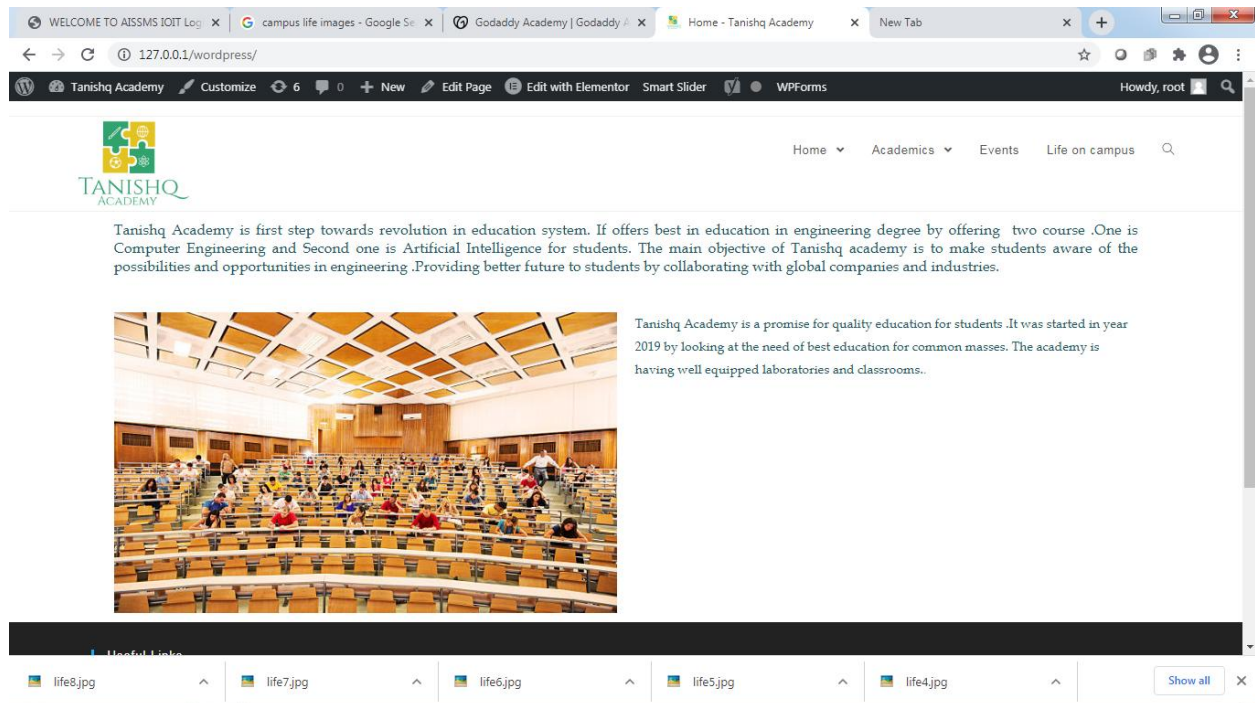 WELCOME TO AISSMS IOIT Log
campus life images - Google Se
Godaddy Academy | Godaddy A
Home - Tanishq Academy
New Tab
127.0.0.1/wordpress/
Tanishq Academy Customize 6 0 New Edit Page Edit with Elementor Smart Slider WPForms Howdy, root
TANISHQ
ACADEMY
Home Academics Events Life on campus
Tanishq Academy is first step towards revolution in education system. If offers best in education in engineering degree by offering two course .One is
Computer Engineering and Second one is Artificial Intelligence for students. The main objective of Tanishq academy is to make students aware of the
possibilities and opportunities in engineering .Providing better future to students by collaborating with global companies and industries.
Tanishq Academy is a promise for quality education for students .It was started in year
2019 by looking at the need of best education for common masses. The academy is
having well equipped laboratories and classrooms..
Useful Links
life8.jpg life7.jpg life6.jpg life5.jpg life4.jpg Show all